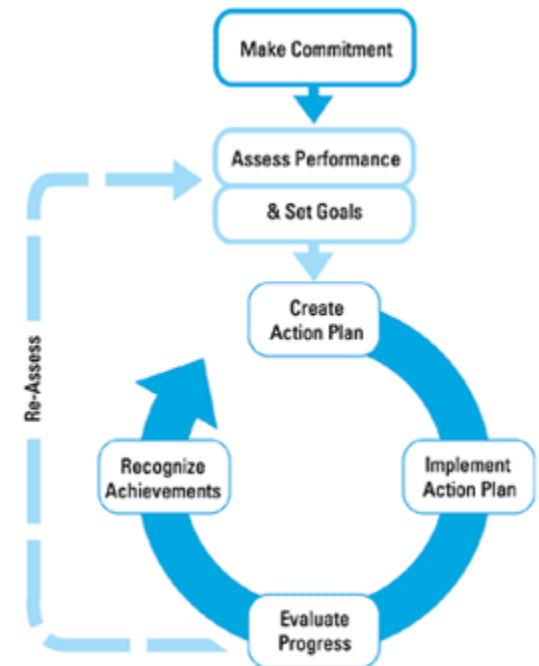 Make Commitment
Assess Performance
& Set Goals
Create
Action Plan
Re-Assess
Recognize
Achievements
Implement
Action Plan
Evaluate
Progress